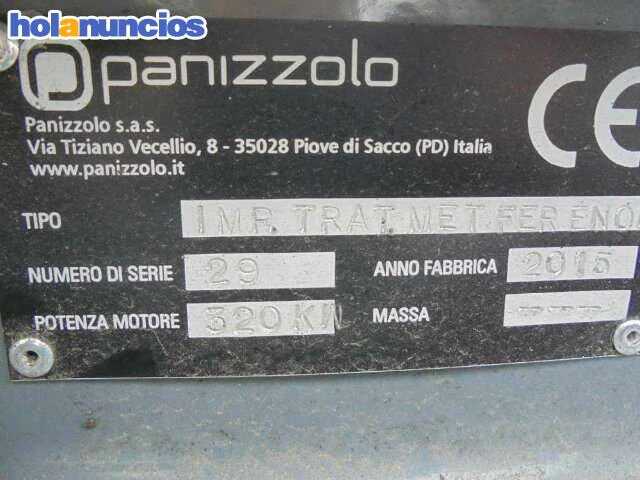 holanuncios
panizzolo
CE
Panizzolo s.a.s.
Via Tiziano Vecellio, 8 - 35028 Piove di Sacco (PD) Italia
www.panizzolo.it
TIPO IMP. TRAT. MET. FER E NO
NUMERO DI SERIE 29 ANNO FABBRICA 2015
POTENZA MOTORE 320 KW MASSA -----